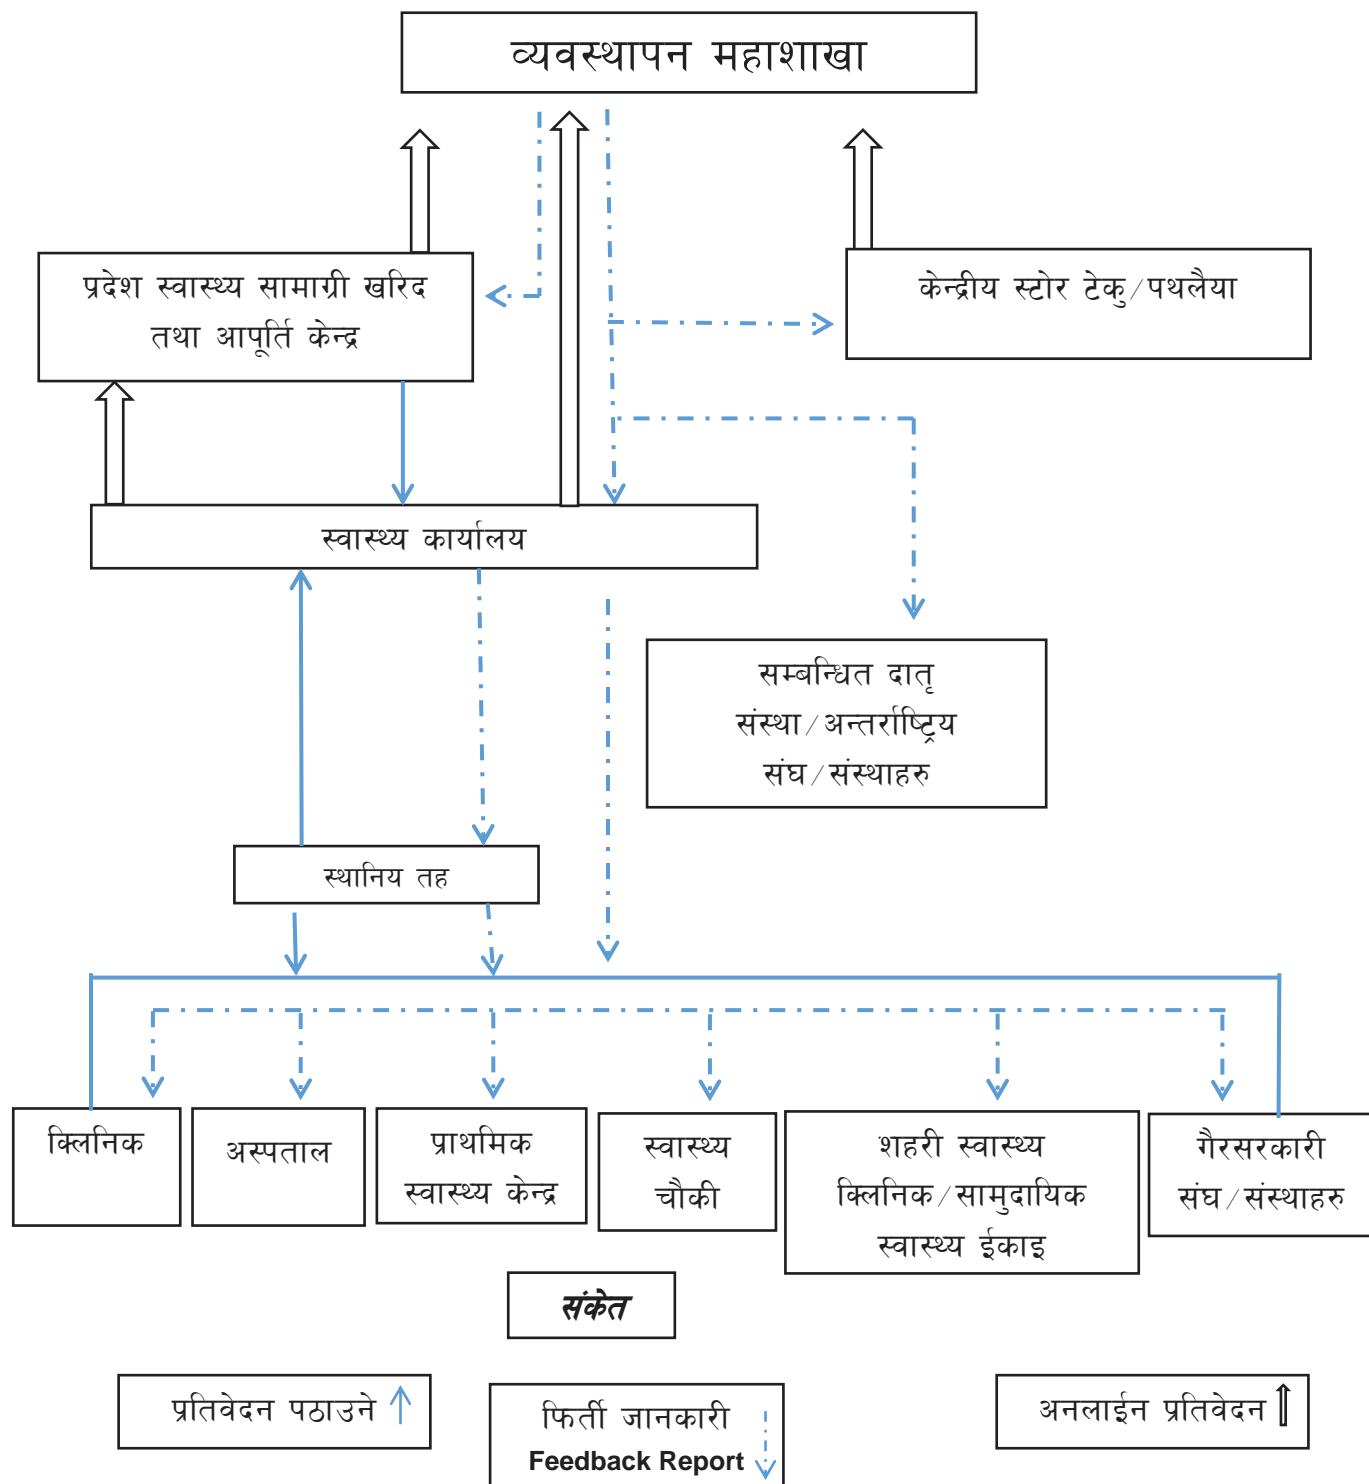 व्यवस्थापन महाशाखा
प्रदेश स्वास्थ्य सामाग्री खरिद
तथा आपूर्ति केन्द्र
केन्द्रीय स्टोर टेकु/पथलैया
स्वास्थ्य कार्यालय
सम्बन्धित दातृ
संस्था/अन्तर्राष्ट्रिय
संघ/संस्थाहरु
स्थानिय तह
क्लिनिक
अस्पताल
प्राथमिक
स्वास्थ्य केन्द्र
स्वास्थ्य
चौकी
शहरी स्वास्थ्य
क्लिनिक/सामुदायिक
स्वास्थ्य ईकाइ
गैरसरकारी
संघ/संस्थाहरु
संकेत
प्रतिवेदन पठाउने
फिर्ती जानकारी
Feedback Report
अनलाईन प्रतिवेदन